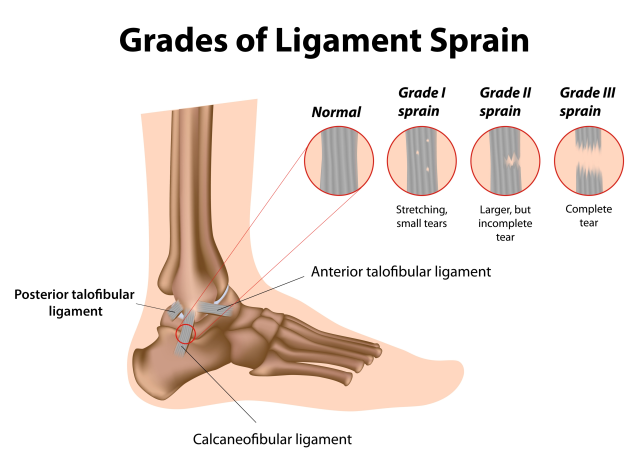 Grades of Ligament Sprain
Normal
Grade I
sprain
Grade II
sprain
Grade III
sprain
Stretching,
small tears
Larger, but
incomplete
tear
Complete
tear
Anterior talofibular ligament
Posterior talofibular
ligament
Calcaneofibular ligament